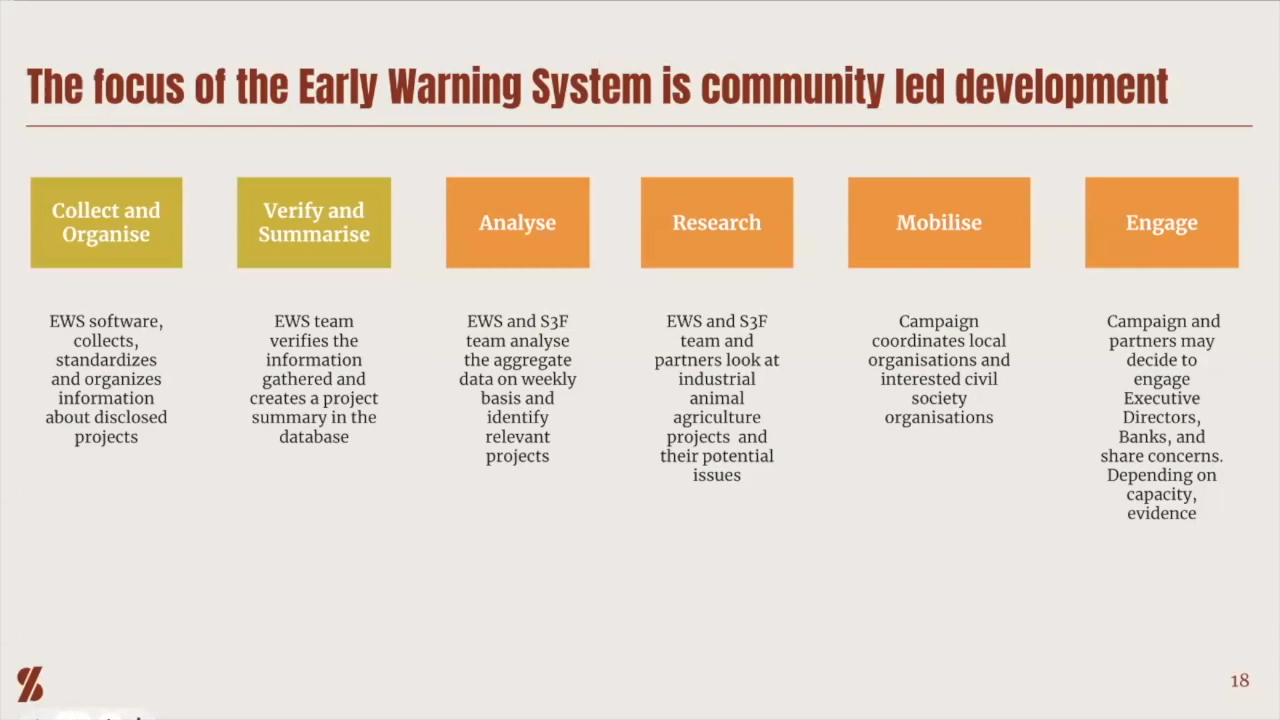 The focus of the Early Warning System is community led development
Collect and
Organise
Verify and
Summarise
Analyse
Research
Mobilise
Engage
EWS software,
collects,
standardizes
and organizes
information
about disclosed
projects
EWS team
verifies the
information
gathered and
creates a project
summary in the
database
EWS and S3F
team analyse
the aggregate
data on weekly
basis and
identify
relevant
projects
EWS and S3F
team and
partners look at
industrial
animal
agriculture
projects and
their potential
issues
Campaign
coordinates local
organisations and
interested civil
society
organisations
Campaign and
partners may
decide to
engage
Executive
Directors,
Banks, and
share concerns.
Depending on
capacity,
evidence
18